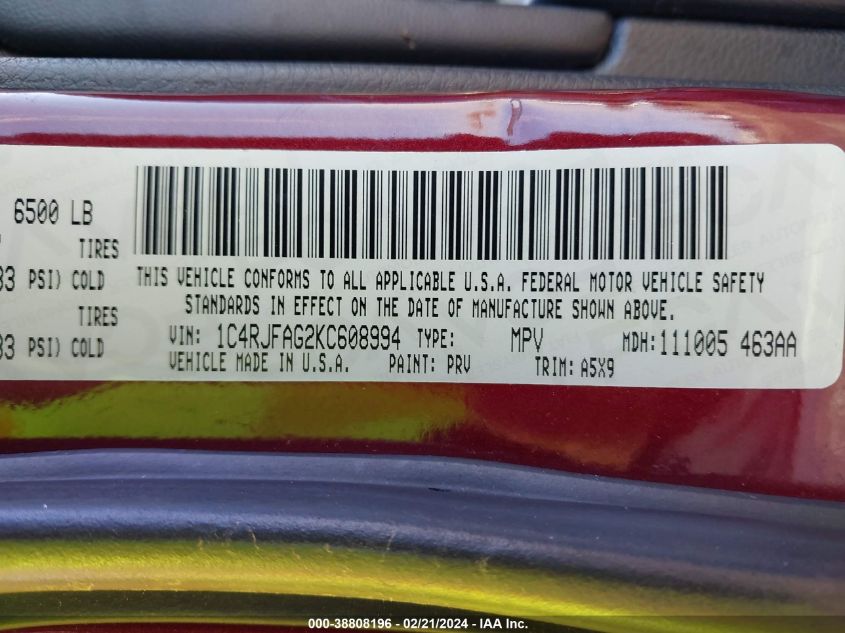 6500 LB
TIRES
33 PSI) COLD
TIRES
33 PSI) COLD
THIS VEHICLE CONFORMS TO ALL APPLICABLE U.S.A. FEDERAL MOTOR VEHICLE SAFETY
STANDARDS IN EFFECT ON THE DATE OF MANUFACTURE SHOWN ABOVE.
VIN: 1C4RJFAG2KC608994 TYPE: MPV MDH:111005 463AA
VEHICLE MADE IN U.S.A. PAINT: PRV TRIM: A5X9
000-38808196 - 02/21/2024 - IAA Inc.